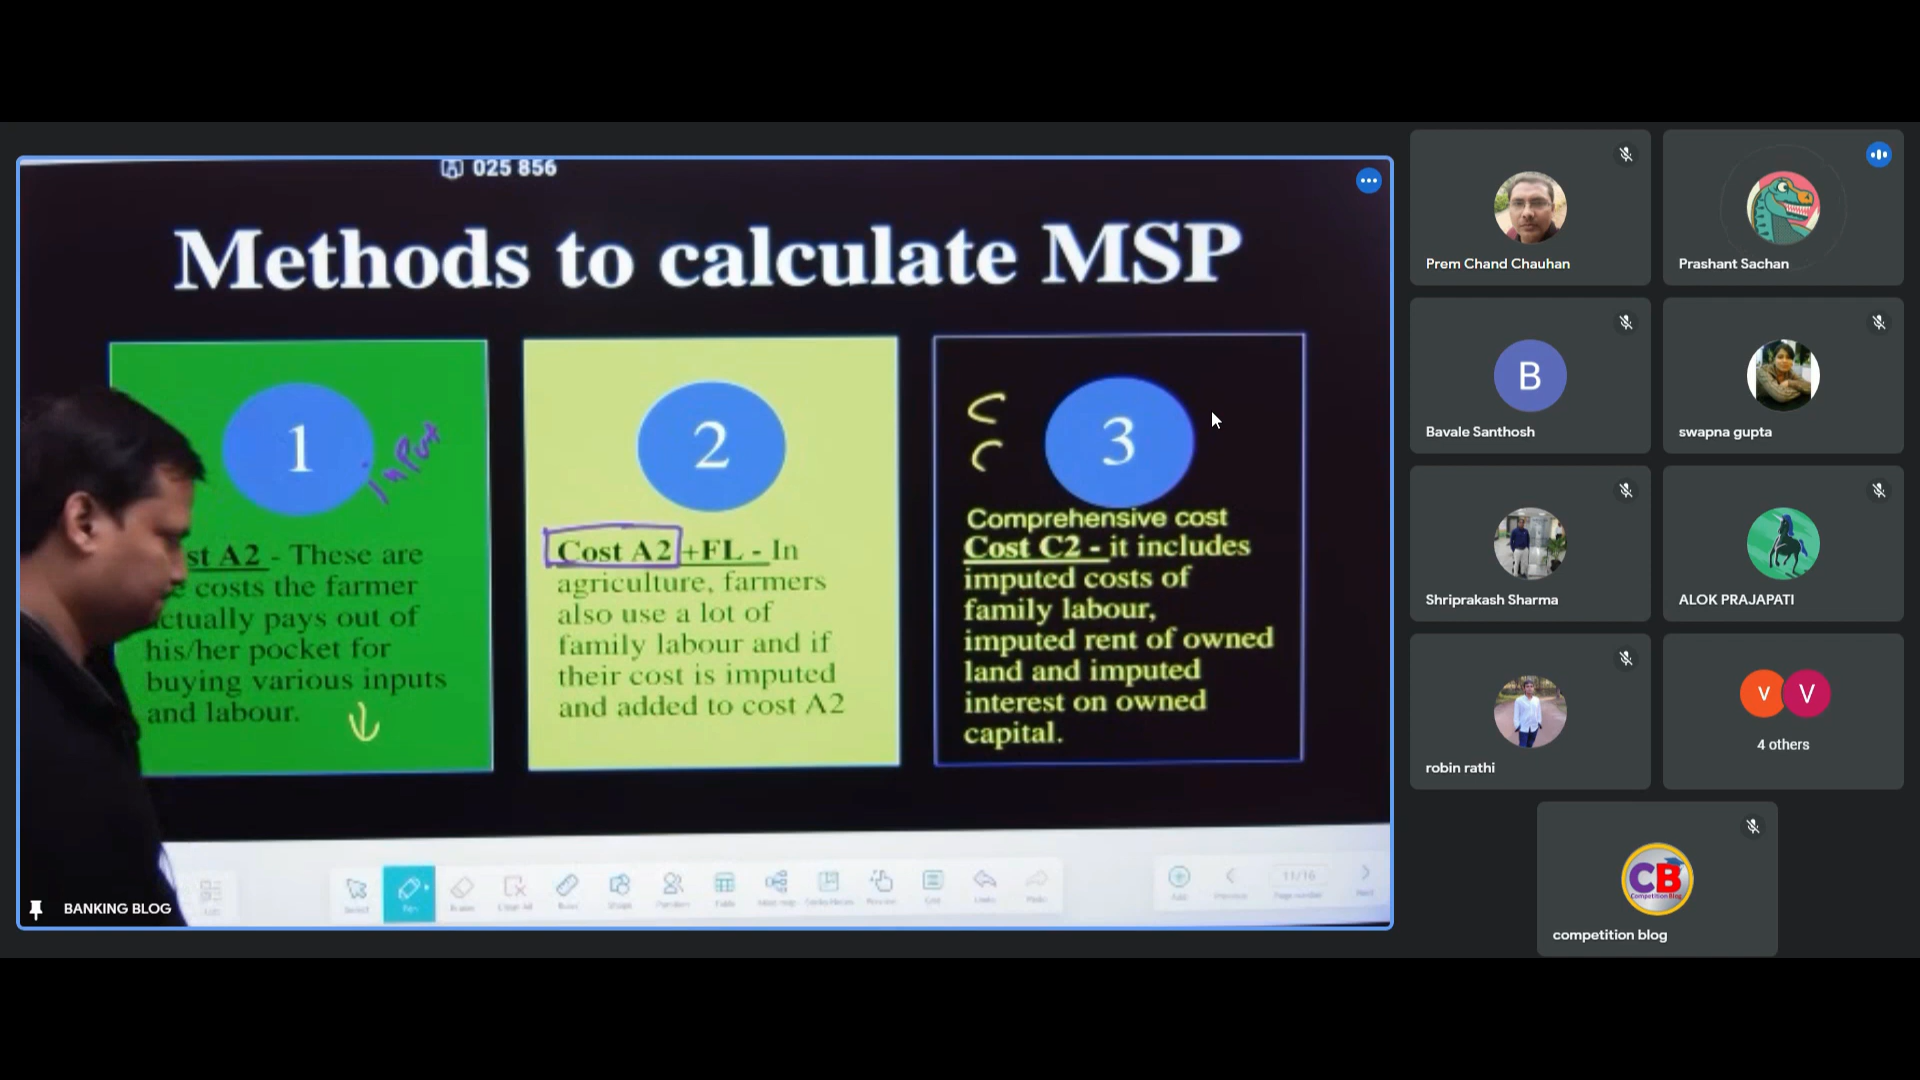 025 856
Methods to calculate MSP
1
Input
st A2 - These are
costs the farmer
ctually pays out of
his/her pocket for
buying various inputs
and labour.
2
Cost A2 +FL - In
agriculture, farmers
also use a lot of
family labour and if
their cost is imputed
and added to cost A2
3
Comprehensive cost
Cost C2 - it includes
imputed costs of
family labour,
imputed rent of owned
land and imputed
interest on owned
capital.
11/16
BANKING BLOG
Prem Chand Chauhan
Prashant Sachan
B
Bavale Santhosh
swapna gupta
Shriprakash Sharma
ALOK PRAJAPATI
robin rathi
V V
4 others
CB
Competition Blog
competition blog